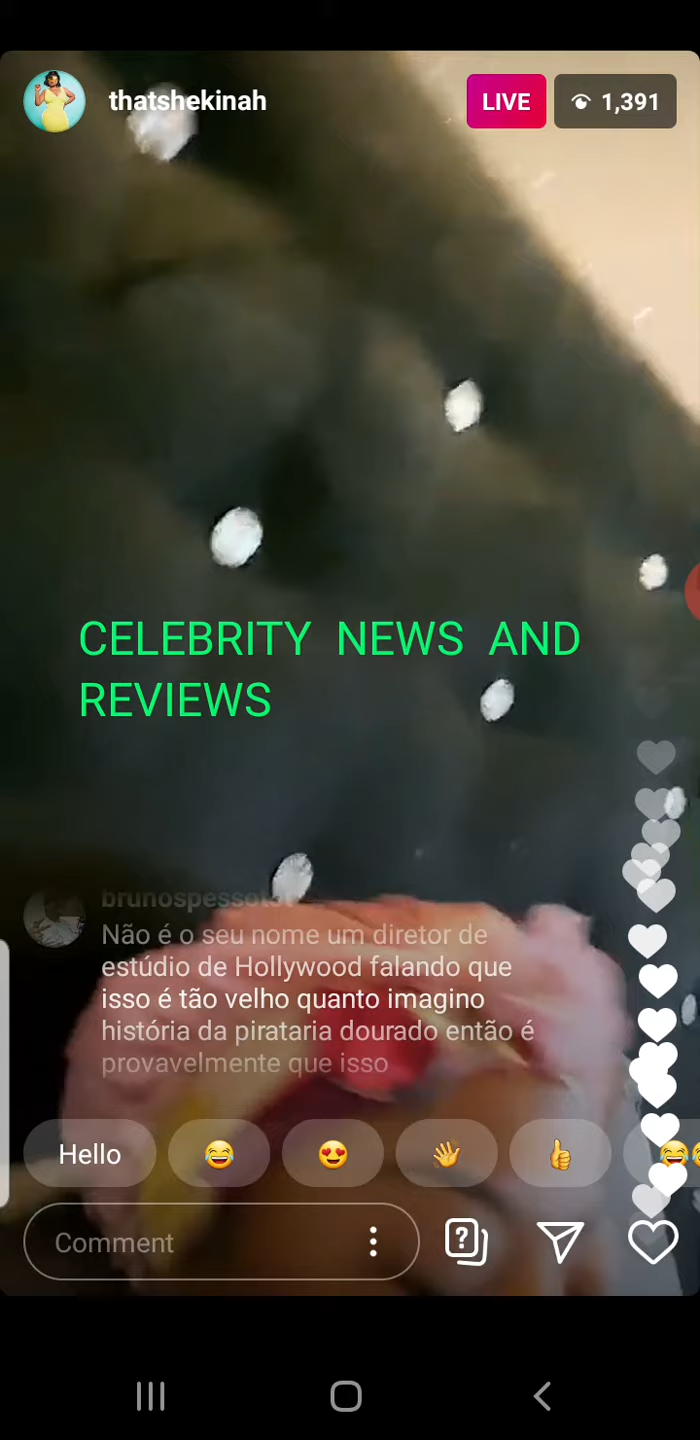 thatshekinah
LIVE
1,391
CELEBRITY NEWS AND
REVIEWS
Não é o seu nome um diretor de
estúdio de Hollywood falando que
isso é tão velho quanto imagino
história da pirataria dourado então é
provavelmente que isso
Hello
Comment
?